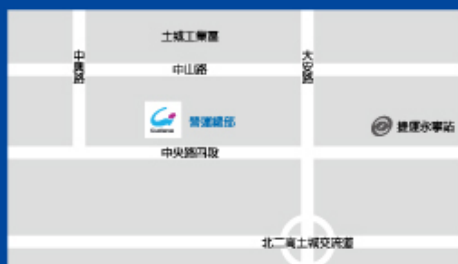 土城工業區
中興路
中山路
大安路
營運總部
捷運永寧站
中央路四段
北二高土城交流道